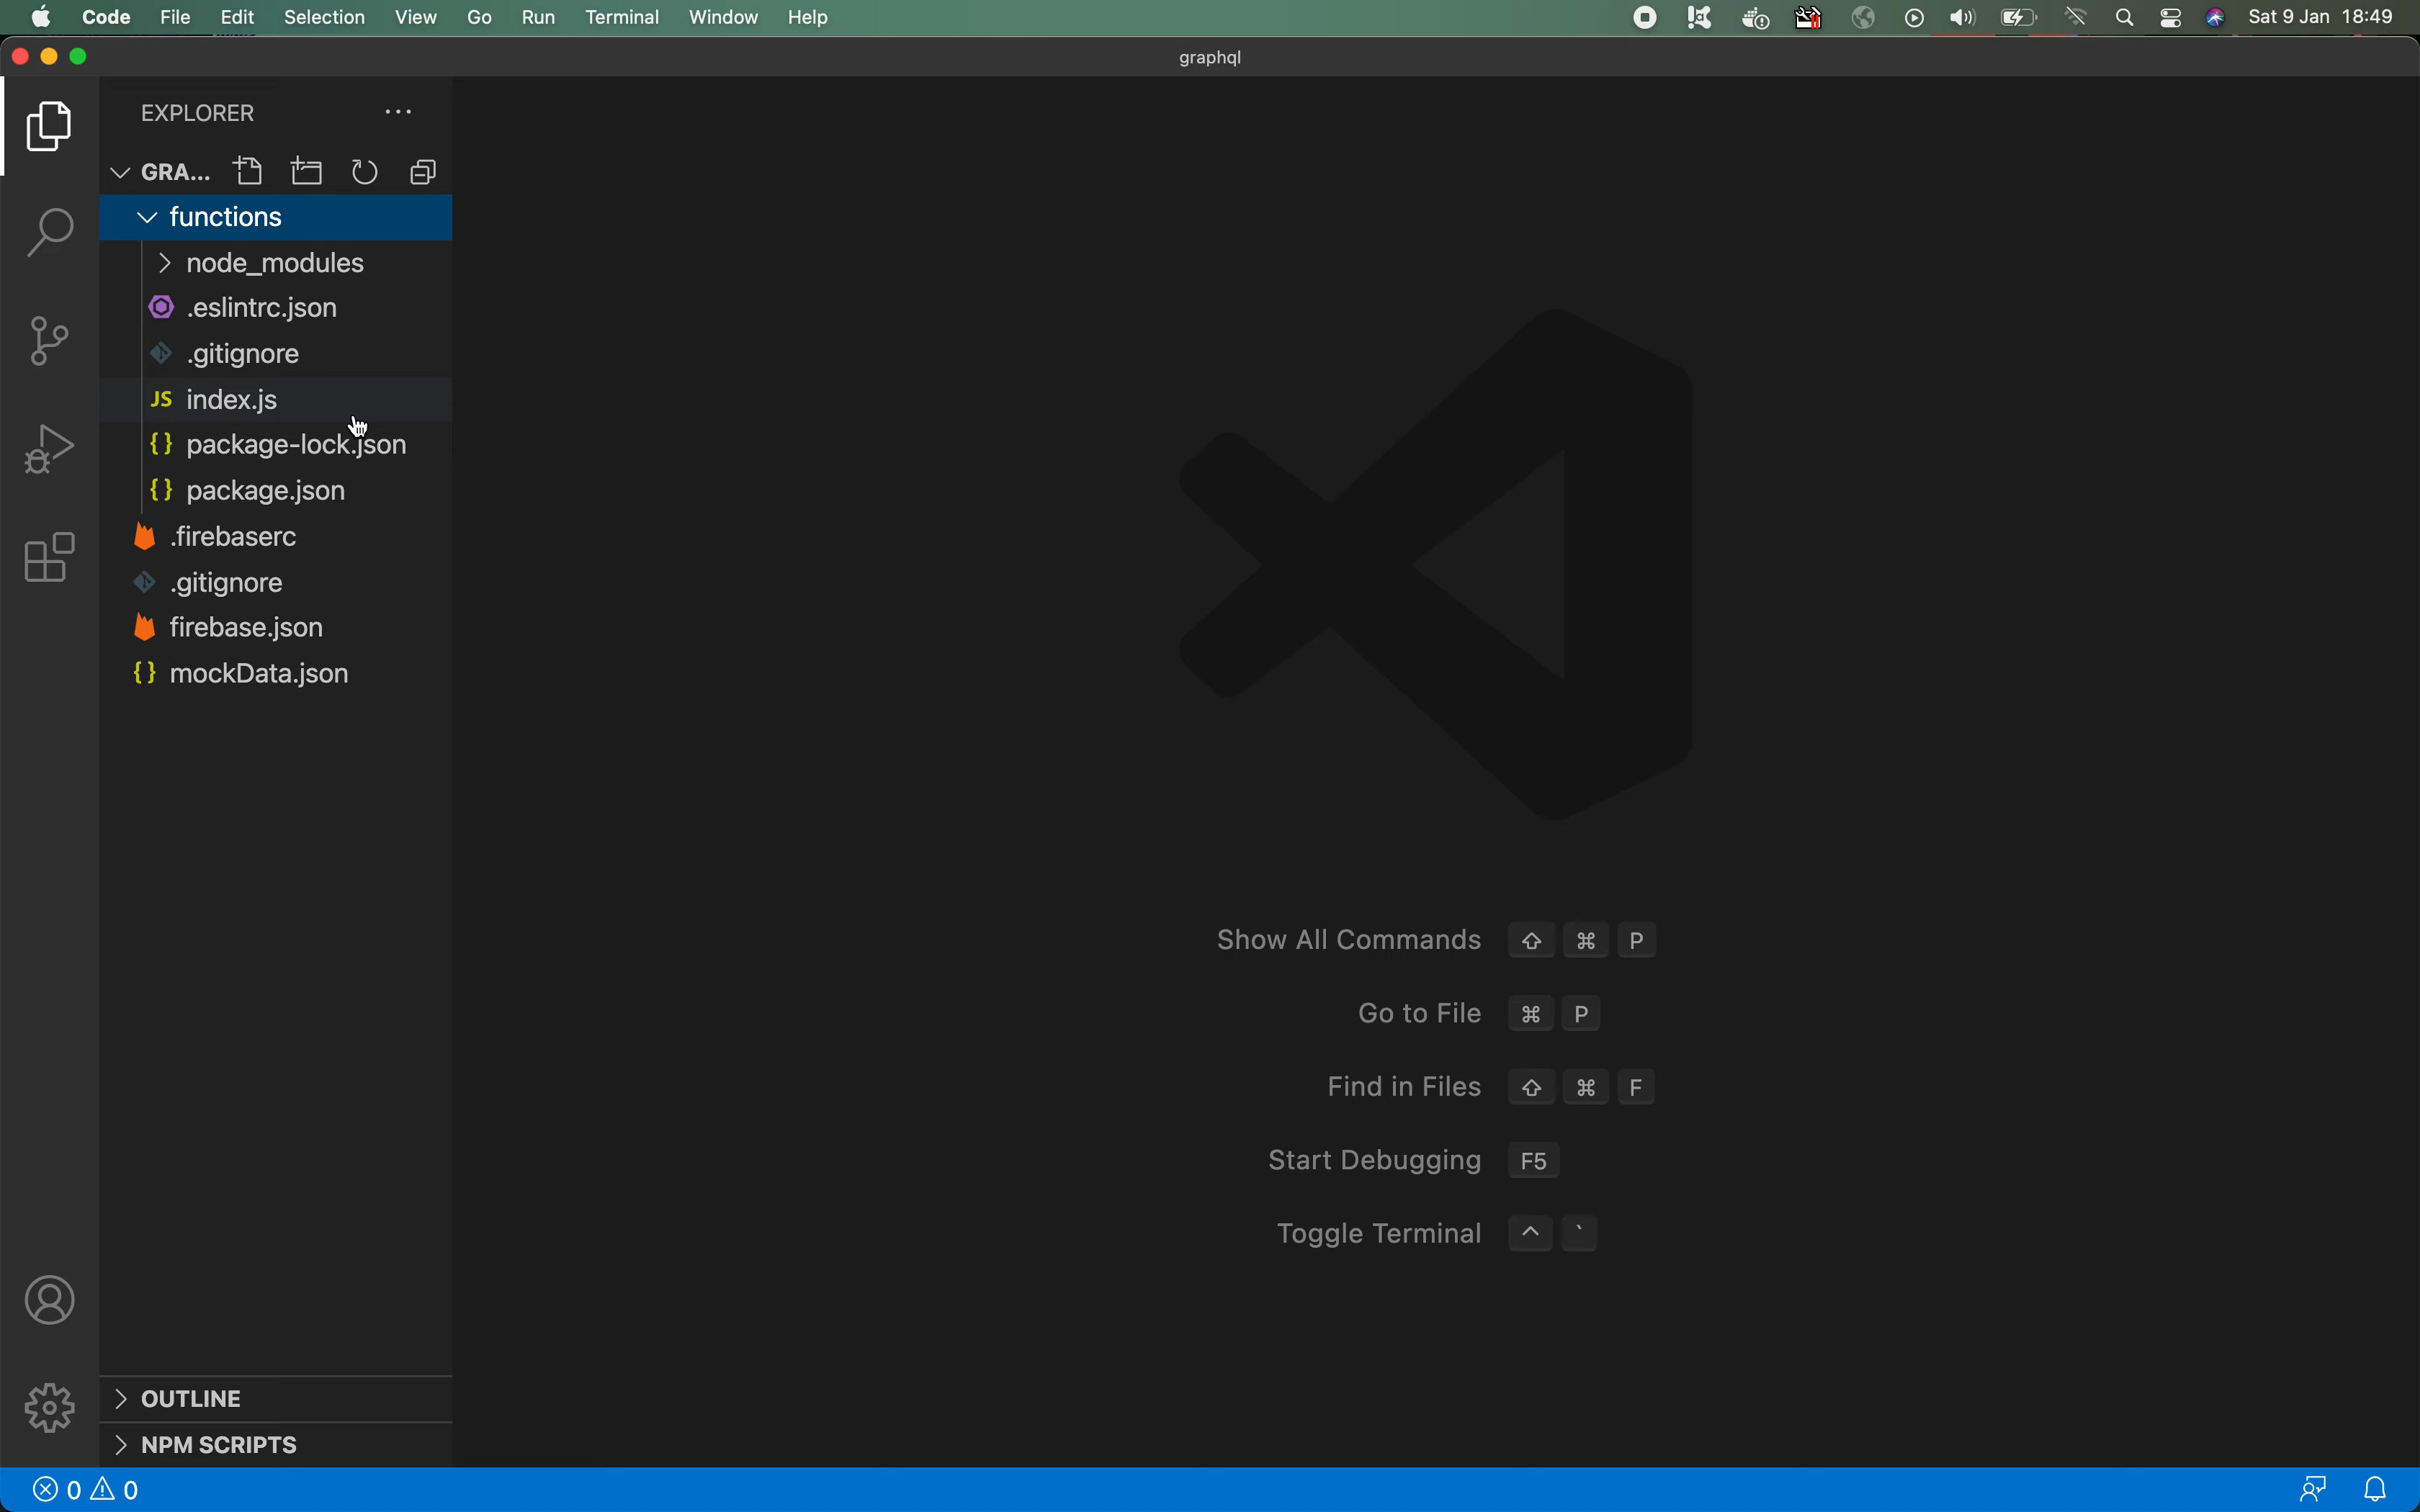 Code File Edit Selection View Go Run Terminal Window Help Sat 9 Jan 18:49
graphql
EXPLORER
GRA...
functions
node_modules
.eslintrc.json
.gitignore
JS index.js
{} package-lock.json
{} package.json
.firebaserc
.gitignore
firebase.json
{} mockData.json
Show All Commands ⇧ ⌘ P
Go to File ⌘ P
Find in Files ⇧ ⌘ F
Start Debugging F5
Toggle Terminal ^ `
OUTLINE
NPM SCRIPTS
0 0